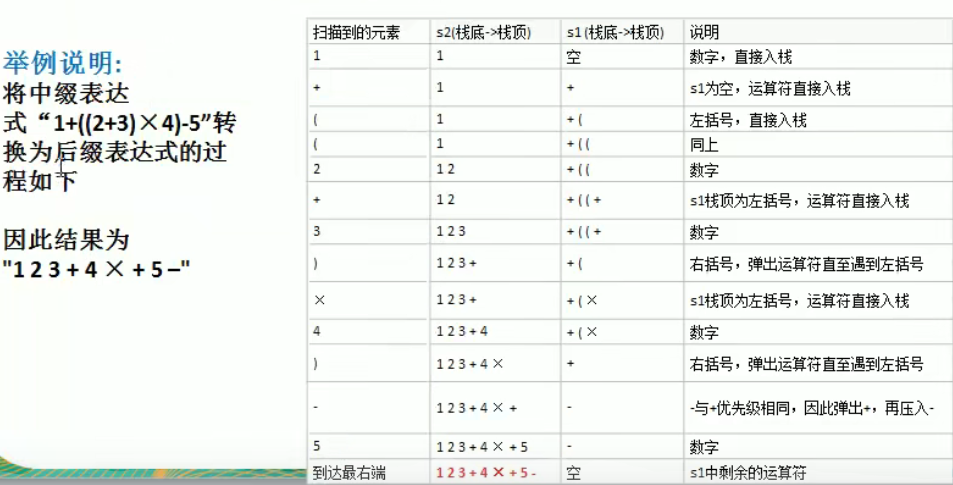 举例说明:
将中缀表达
式“1+((2+3)×4)-5”转
换为后缀表达式的过
程如下
因此结果为
"1 2 3 + 4 × + 5 –"
扫描到的元素 s2(栈底->栈顶) s1 (栈底->栈顶) 说明
1 1 空 数字，直接入栈
+ 1 + s1为空，运算符直接入栈
( 1 + ( 左括号，直接入栈
( 1 + ( ( 同上
2 1 2 + ( ( 数字
+ 1 2 + ( ( + s1栈顶为左括号，运算符直接入栈
3 1 2 3 + ( ( + 数字
) 1 2 3 + + ( 右括号，弹出运算符直至遇到左括号
× 1 2 3 + + ( × s1栈顶为左括号，运算符直接入栈
4 1 2 3 + 4 + ( × 数字
) 1 2 3 + 4 × + 右括号，弹出运算符直至遇到左括号
- 1 2 3 + 4 × + - -与+优先级相同，因此弹出+，再压入-
5 1 2 3 + 4 × + 5 - 数字
到达最右端 1 2 3 + 4 × + 5 - 空 s1中剩余的运算符